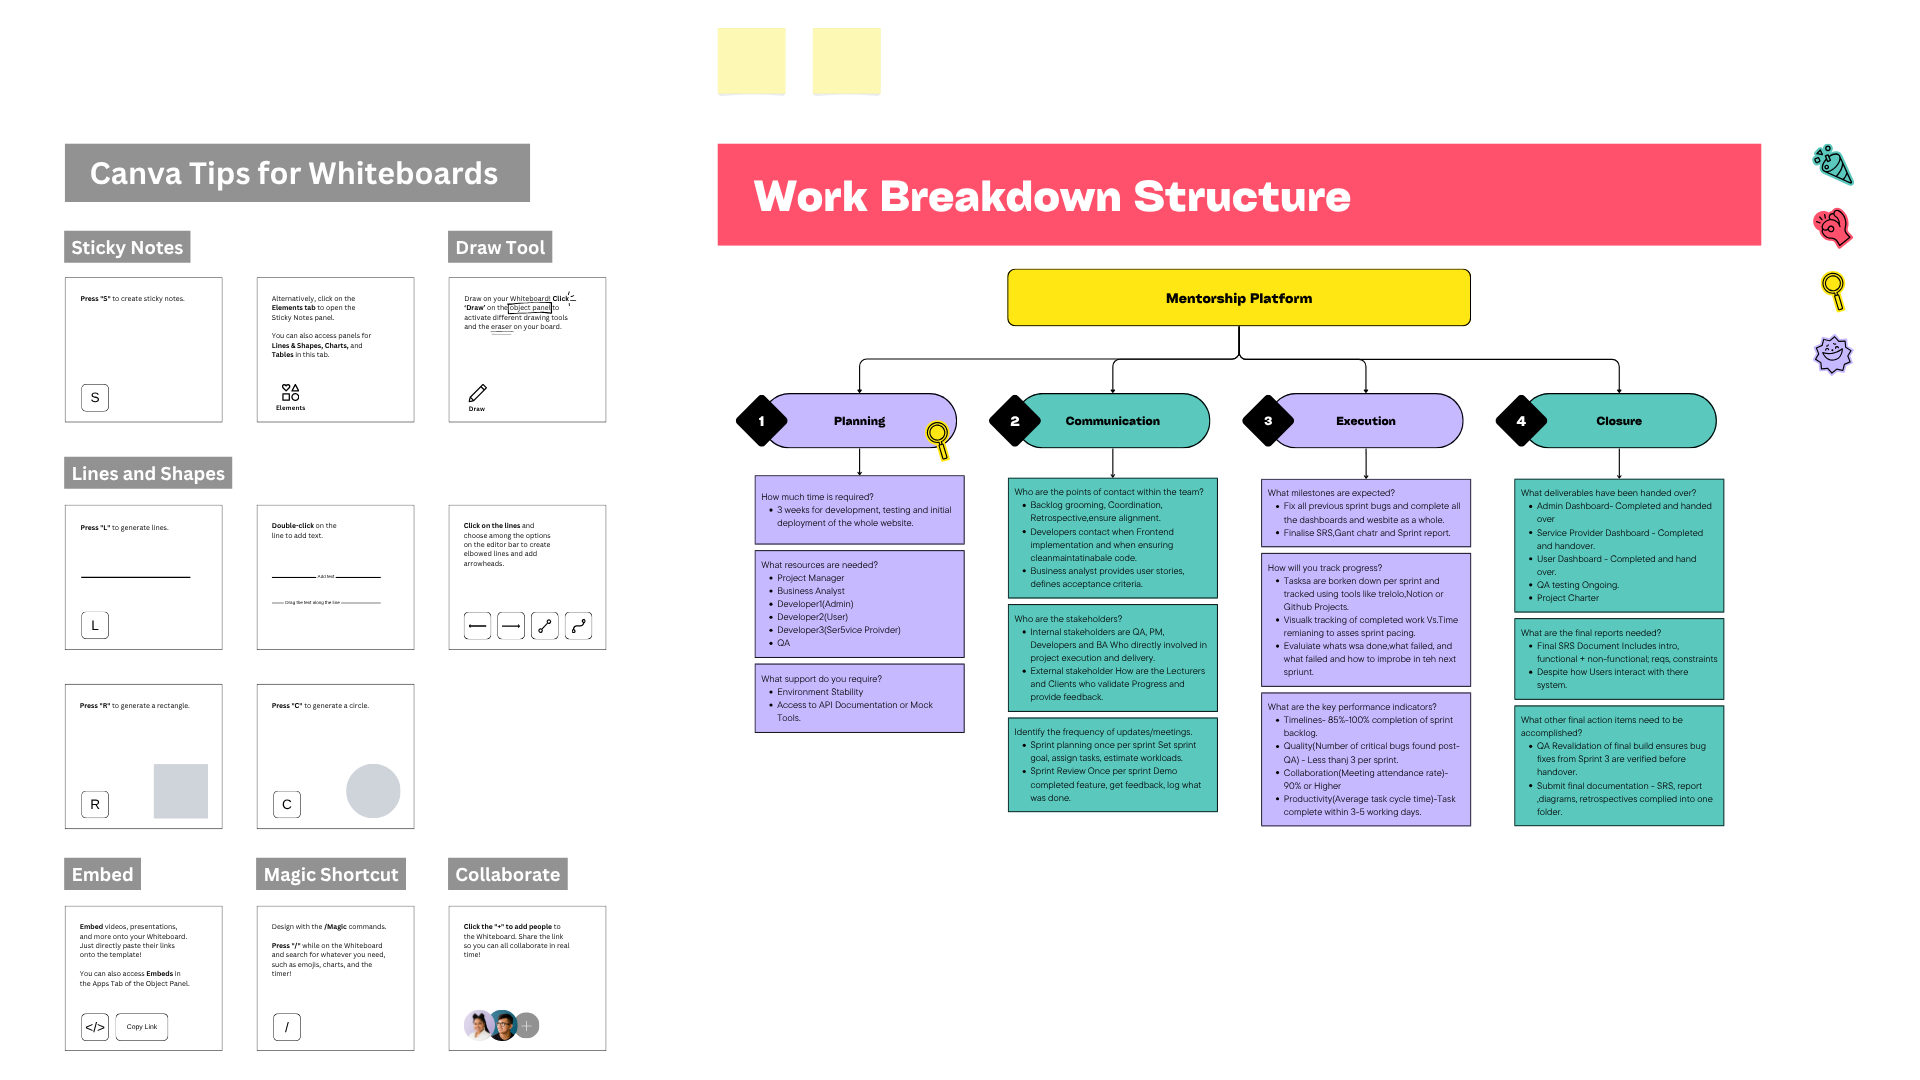 Canva Tips for Whiteboards
Sticky Notes
Press "S" to create sticky notes.
S
Alternatively, click on the
Elements tab to open the
Sticky Notes panel.
You can also access panels for
Lines & Shapes, Charts, and
Tables in this tab.
Elements
Draw Tool
Draw on your Whiteboard! Click
'Draw' on the object panel to
activate different drawing tools
and the eraser on your board.
Draw
Lines and Shapes
Press "L" to generate lines.
L
Double-click on the
line to add text.
Add text
Drag the text along the line
Click on the lines and
choose among the options
on the editor bar to create
elbowed lines and add
arrowheads.
Press "R" to generate a rectangle.
R
Press "C" to generate a circle.
C
Embed
Embed videos, presentations,
and more onto your Whiteboard.
Just directly paste their links
onto the template!
You can also access Embeds in
the Apps Tab of the Object Panel.
</>
Copy Link
Magic Shortcut
Design with the /Magic commands.
Press "/" while on the Whiteboard
and search for whatever you need,
such as emojis, charts, and the
timer!
/
Collaborate
Click the "+" to add people to
the Whiteboard. Share the link
so you can all collaborate in real
time!
Work Breakdown Structure
Mentorship Platform
1
Planning
How much time is required?
• 3 weeks for development, testing and initial
deployment of the whole website.
What resources are needed?
• Project Manager
• Business Analyst
• Developer1(Admin)
• Developer2(User)
• Developer3(Ser5vice Proivder)
• QA
What support do you require?
• Environment Stability
• Access to API Documentation or Mock
Tools.
2
Communication
Who are the points of contact within the team?
• Backlog grooming, Coordination,
Retrospective,ensure alignment.
• Developers contact when Frontend
implementation and when ensuring
cleanmaintatinabale code.
• Business analyst provides user stories,
defines acceptance criteria.
Who are the stakeholders?
• Internal stakeholders are QA, PM,
Developers and BA Who directly involved in
project execution and delivery.
• External stakeholder How are the Lecturers
and Clients who validate Progress and
provide feedback.
Identify the frequency of updates/meetings.
• Sprint planning once per sprint Set sprint
goal, assign tasks, estimate workloads.
• Sprint Review Once per sprint Demo
completed feature, get feedback, log what
was done.
3
Execution
What milestones are expected?
• Fix all previous sprint bugs and complete all
the dashboards and wesbite as a whole.
• Finalise SRS,Gant chatr and Sprint report.
How will you track progress?
• Tasksa are borken down per sprint and
tracked using tools like trelolo,Notion or
Github Projects.
• Visualk tracking of completed work Vs.Time
remianing to asses sprint pacing.
• Evaluiate whats wsa done,what failed, and
what failed and how to improbe in teh next
spriunt.
What are the key performance indicators?
• Timelines- 85%-100% completion of sprint
backlog.
• Quality(Number of critical bugs found post-
QA) - Less thanj 3 per sprint.
• Collaboration(Meeting attendance rate)-
90% or Higher
• Productivity(Average task cycle time)-Task
complete within 3-5 working days.
4
Closure
What deliverables have been handed over?
• Admin Dashboard- Completed and handed
over
• Service Provider Dashboard - Completed
and handover.
• User Dashboard - Completed and hand
over.
• QA testing Ongoing.
• Project Charter
What are the final reports needed?
• Final SRS Document Includes intro,
functional + non-functional; reqs, constraints
• Despite how Users interact with there
system.
What other final action items need to be
accomplished?
• QA Revalidation of final build ensures bug
fixes from Sprint 3 are verified before
handover.
• Submit final documentation - SRS, report
,diagrams, retrospectives complied into one
folder.